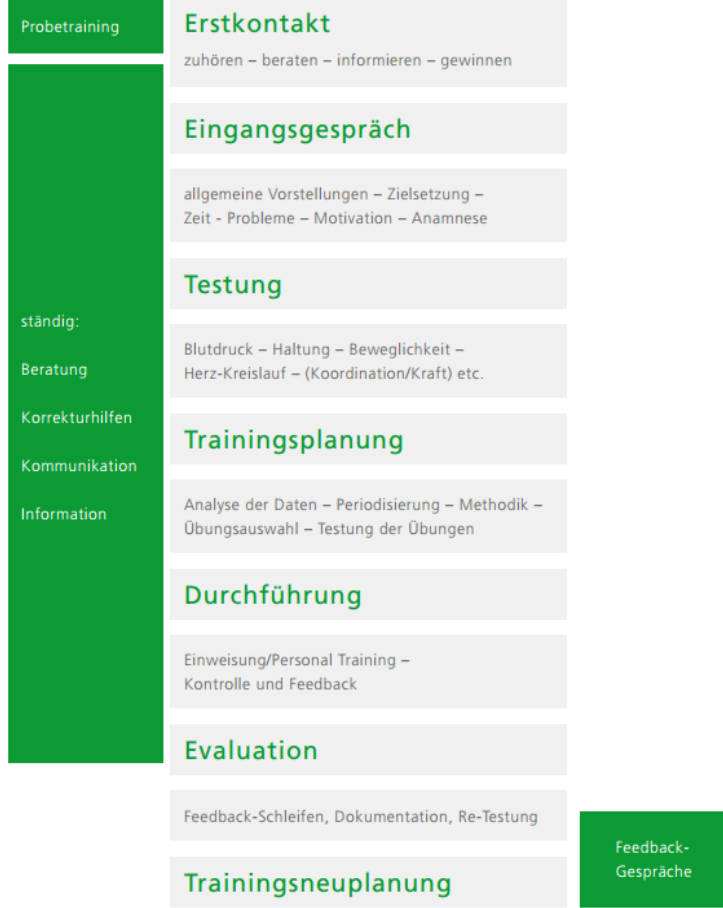 Probetraining
Erstkontakt
zuhören – beraten – informieren – gewinnen
Eingangsgespräch
allgemeine Vorstellungen – Zielsetzung –
Zeit - Probleme – Motivation – Anamnese
Testung
Blutdruck – Haltung – Beweglichkeit –
Herz-Kreislauf – (Koordination/Kraft) etc.
ständig:
Beratung
Korrekturhilfen
Kommunikation
Information
Trainingsplanung
Analyse der Daten – Periodisierung – Methodik –
Übungsauswahl – Testung der Übungen
Durchführung
Einweisung/Personal Training –
Kontrolle und Feedback
Evaluation
Feedback-Schleifen, Dokumentation, Re-Testung
Trainingsneuplanung
Feedback-
Gespräche